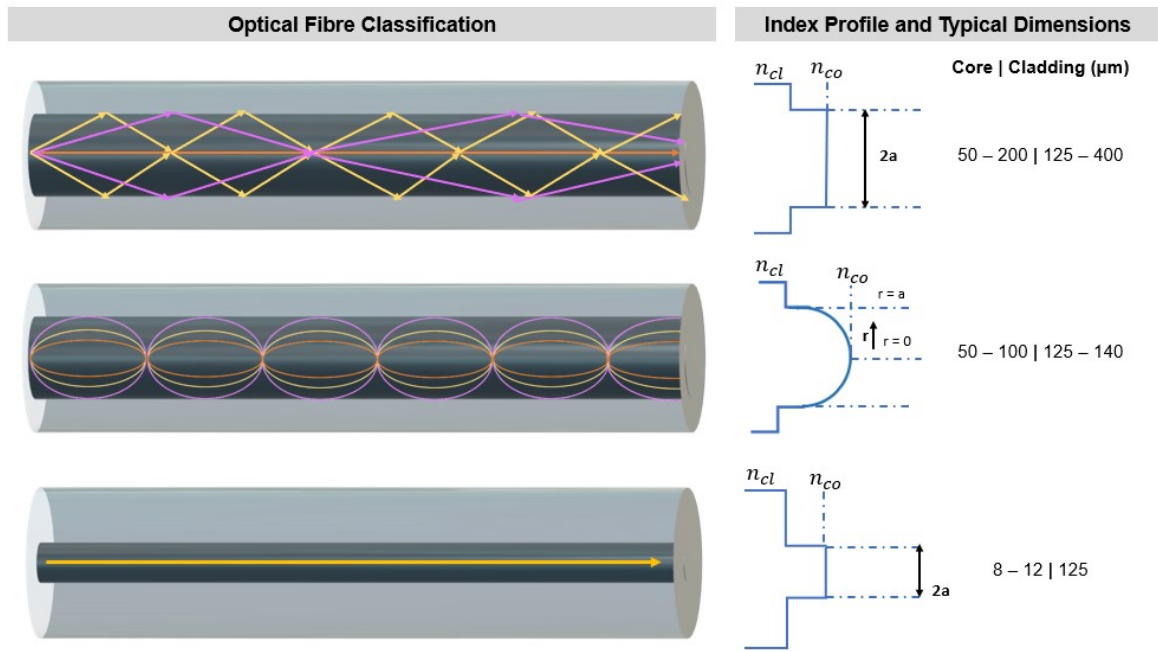 Optical Fibre Classification
Index Profile and Typical Dimensions
n_cl n_co
Core | Cladding (µm)
2a
50 – 200 | 125 – 400
n_cl
n_co
r = a
r
r = 0
50 – 100 | 125 – 140
n_cl
n_co
8 – 12 | 125
2a